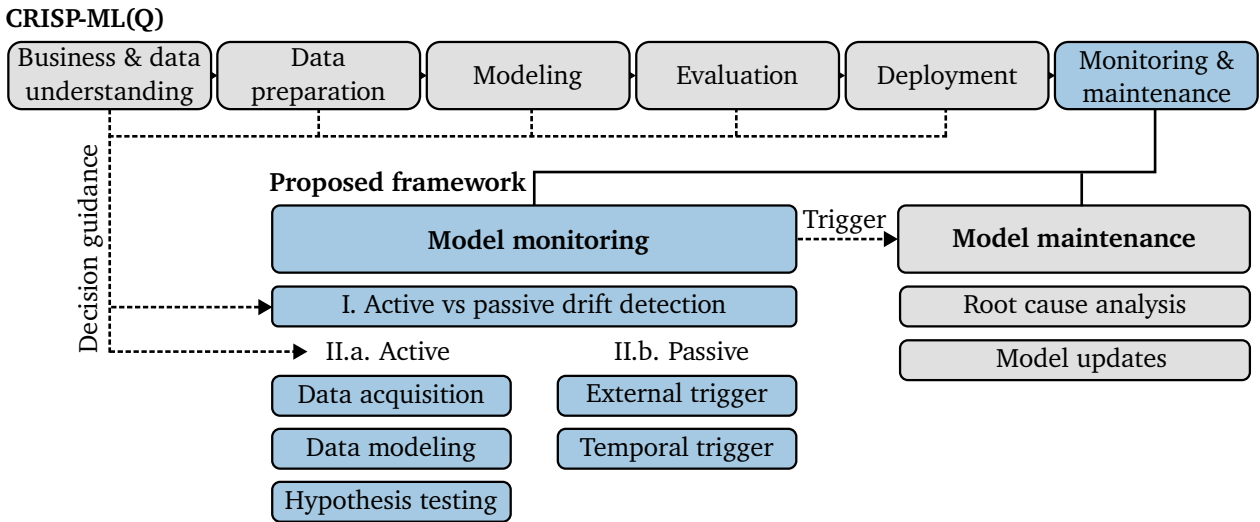 CRISP-ML(Q)
Business & data
understanding
Data
preparation
Modeling
Evaluation
Deployment
Monitoring &
maintenance
Decision guidance
Proposed framework
Model monitoring
Trigger
Model maintenance
I. Active vs passive drift detection
Root cause analysis
II.a. Active
II.b. Passive
Model updates
Data acquisition
External trigger
Data modeling
Temporal trigger
Hypothesis testing